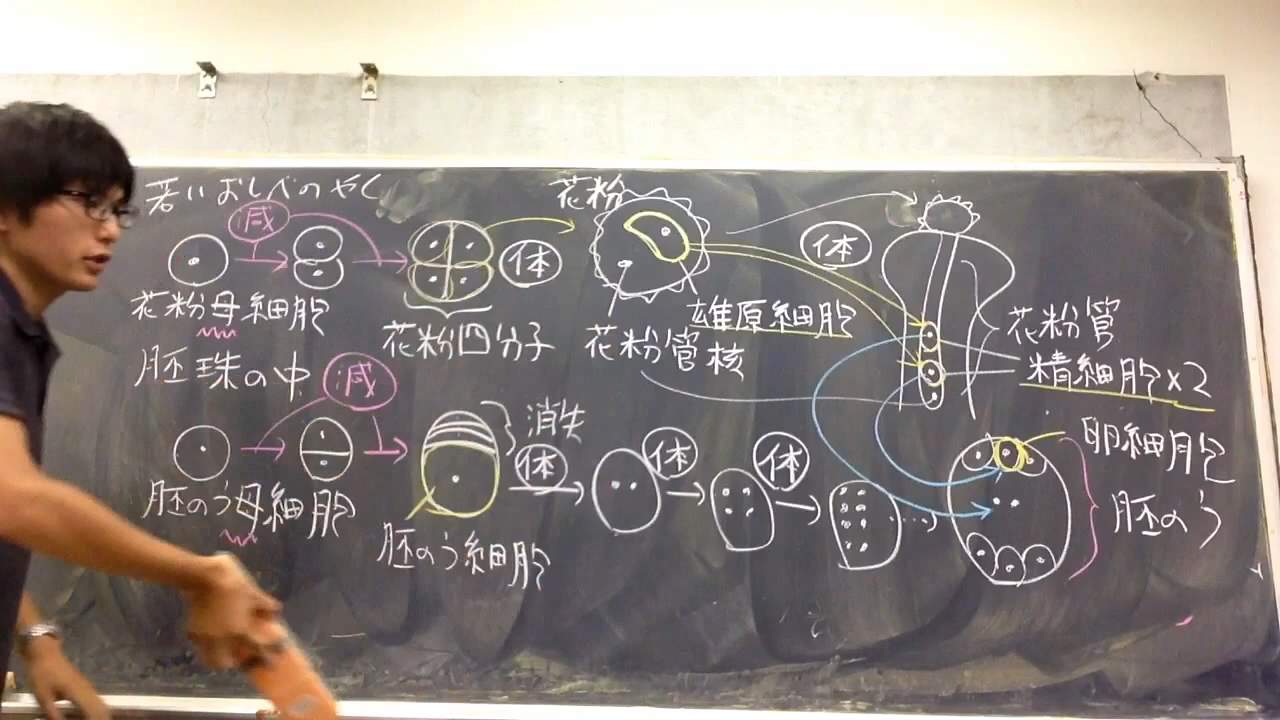 若いおしべのやく
減
花粉母細胞
花粉四分子
体
花粉
雄原細胞
花粉管核
体
花粉管
精細胞×2
胚珠の中
減
胚のう母細胞
消失
胚のう細胞
体
体
体
卵細胞
胚のう